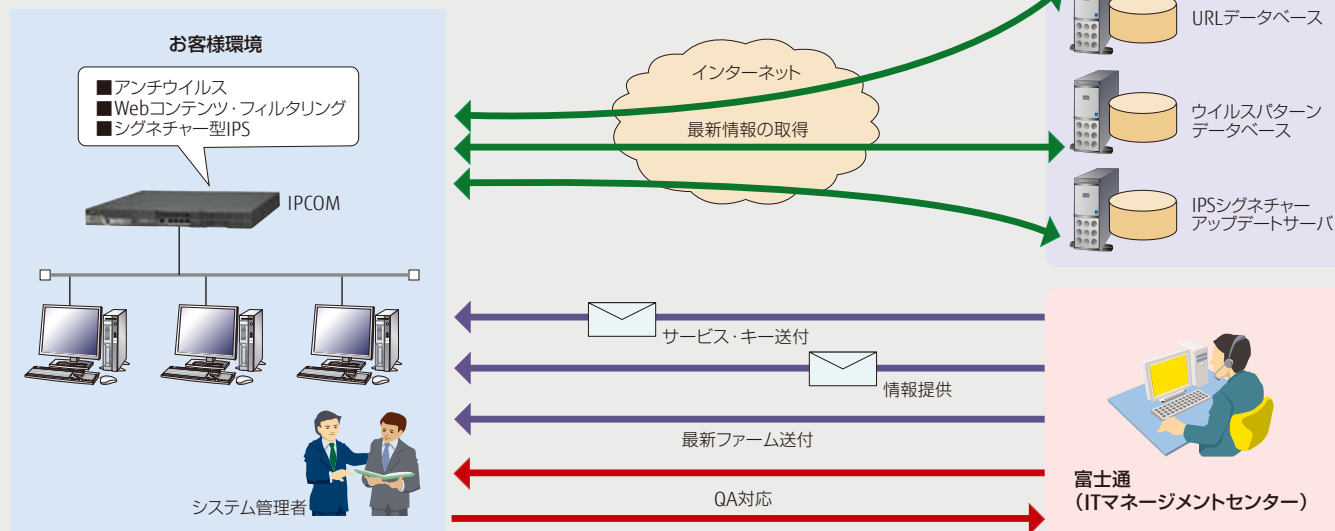 お客様環境
■アンチウイルス
■Webコンテンツ・フィルタリング
■シグネチャー型IPS
IPCOM
システム管理者
インターネット
最新情報の取得
URLデータベース
ウイルスパターン
データベース
IPSシグネチャー
アップデートサーバ
サービス・キー送付
情報提供
最新ファーム送付
QA対応
富士通
（ITマネージメントセンター）